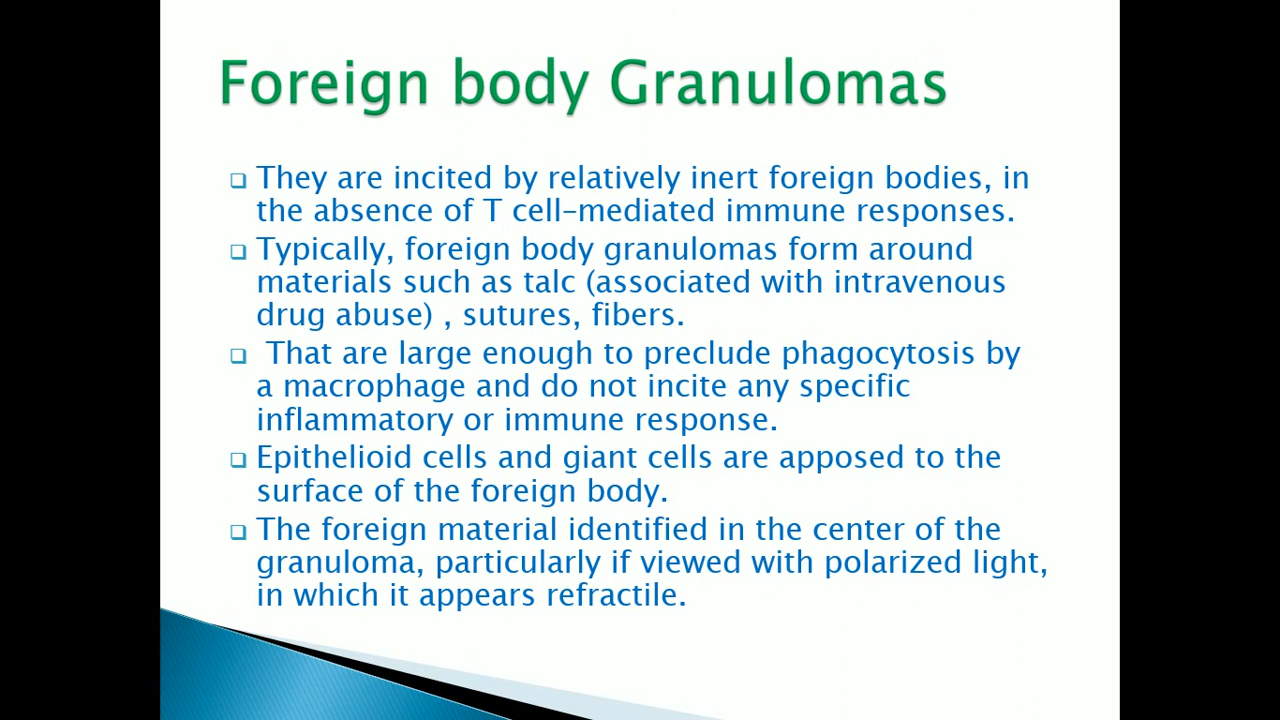 Foreign body Granulomas
They are incited by relatively inert foreign bodies, in
the absence of T cell-mediated immune responses.
Typically, foreign body granulomas form around
materials such as talc (associated with intravenous
drug abuse) , sutures, fibers.
That are large enough to preclude phagocytosis by
a macrophage and do not incite any specific
inflammatory or immune response.
Epithelioid cells and giant cells are apposed to the
surface of the foreign body.
The foreign material identified in the center of the
granuloma, particularly if viewed with polarized light,
in which it appears refractile.